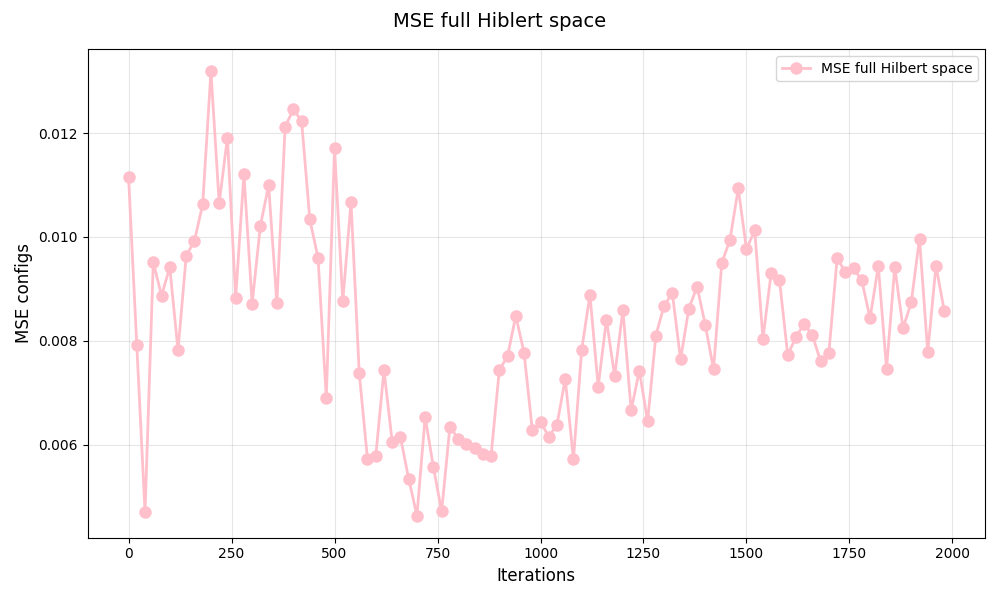 MSE full Hiblert space
MSE full Hilbert space
0.012
0.010
0.008
0.006
MSE configs
0 250 500 750 1000 1250 1500 1750 2000
Iterations